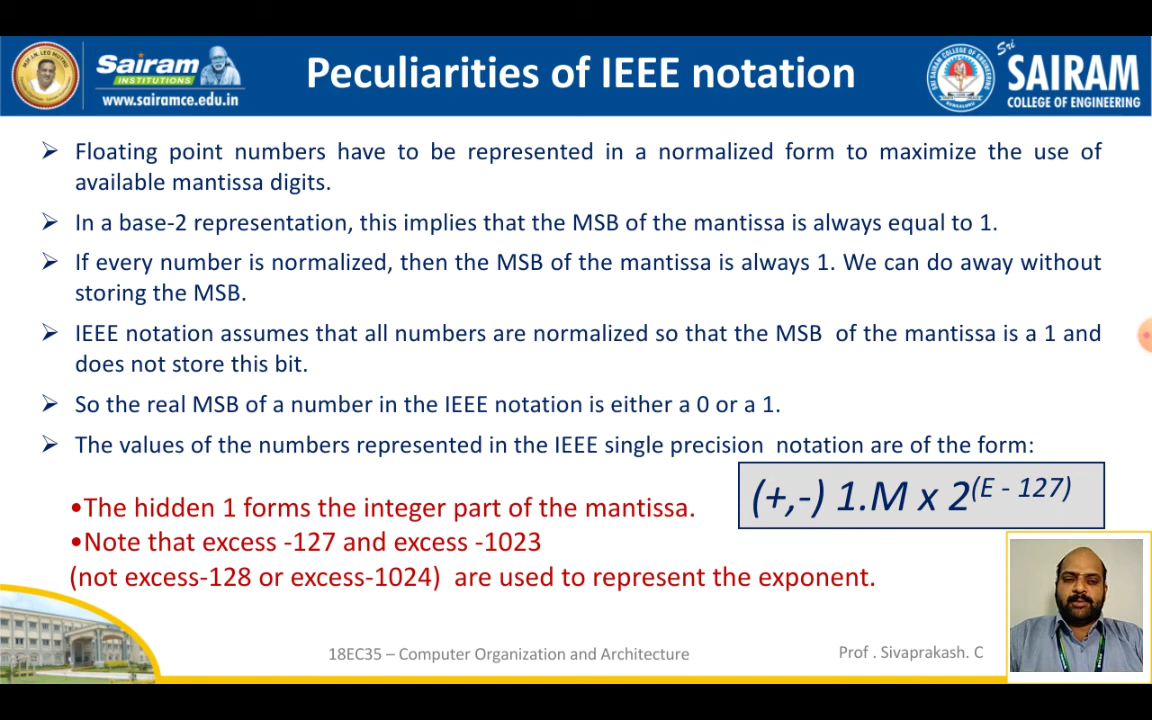 Sairam
INSTITUTIONS
www.sairamce.edu.in
Peculiarities of IEEE notation
Sri
SAIRAM
COLLEGE OF ENGINEERING
➢ Floating point numbers have to be represented in a normalized form to maximize the use of
available mantissa digits.
➢ In a base-2 representation, this implies that the MSB of the mantissa is always equal to 1.
➢ If every number is normalized, then the MSB of the mantissa is always 1. We can do away without
storing the MSB.
➢ IEEE notation assumes that all numbers are normalized so that the MSB of the mantissa is a 1 and
does not store this bit.
➢ So the real MSB of a number in the IEEE notation is either a 0 or a 1.
➢ The values of the numbers represented in the IEEE single precision notation are of the form:
(+,-) 1.M x 2^(E - 127)
•The hidden 1 forms the integer part of the mantissa.
•Note that excess -127 and excess -1023
(not excess-128 or excess-1024) are used to represent the exponent.
18EC35 – Computer Organization and Architecture
Prof . Sivaprakash. C